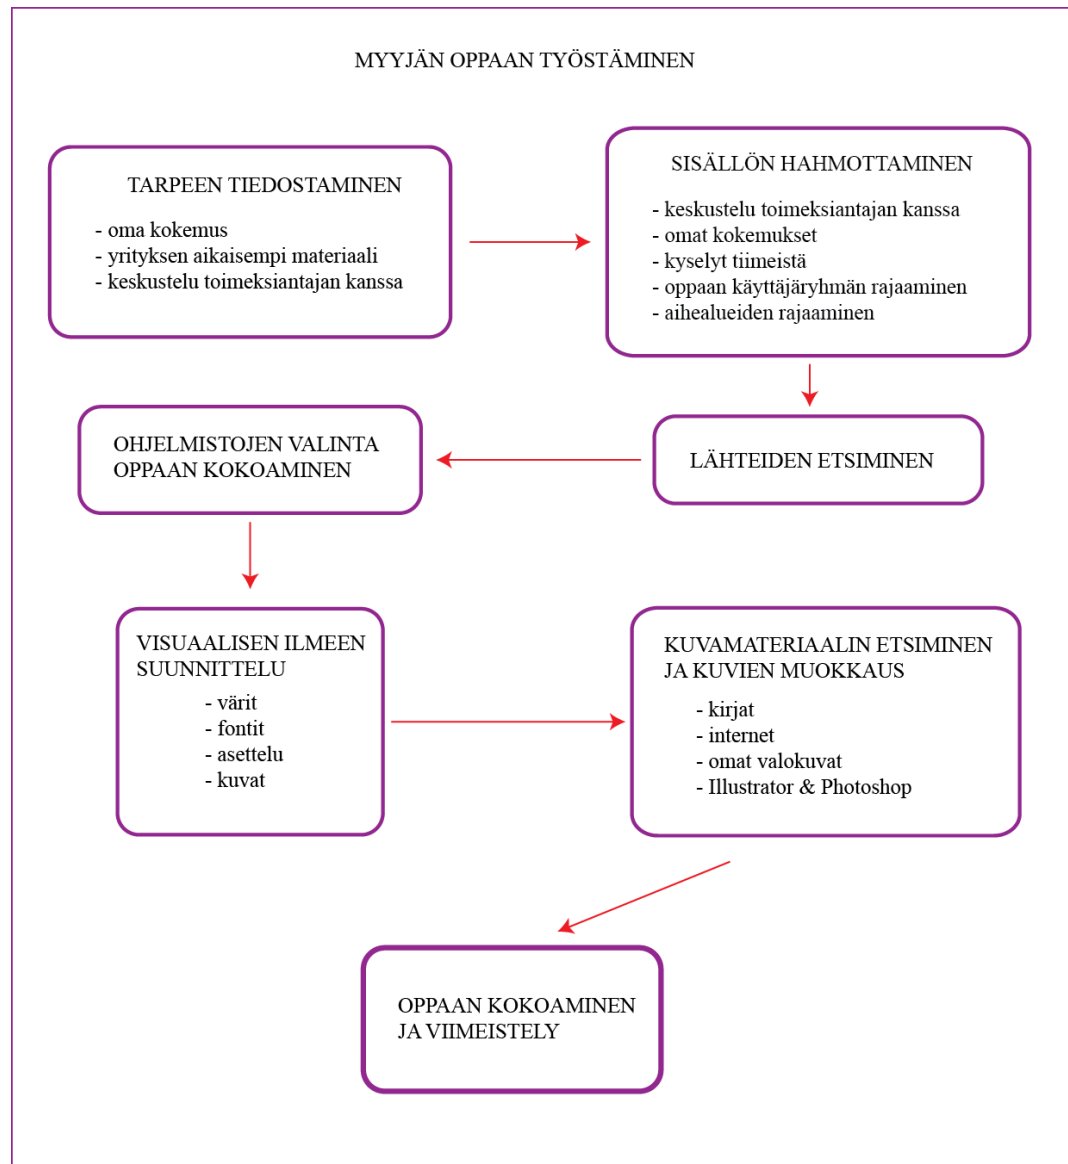 MYYJÄN OPPAAN TYÖSTÄMINEN
TARPEEN TIEDOSTAMINEN
- oma kokemus
- yrityksen aikaisempi materiaali
- keskustelu toimeksiantajan kanssa
SISÄLLÖN HAHMOTTAMINEN
- keskustelu toimeksiantajan kanssa
- omat kokemukset
- kyselyt tiimeistä
- oppaan käyttäjäryhmän rajaaminen
- aihealueiden rajaaminen
LÄHTEIDEN ETSIMINEN
OHJELMISTOJEN VALINTA
OPPAAN KOKOAMINEN
VISUAALISEN ILMEEN
SUUNNITTELU
- värit
- fontit
- asettelu
- kuvat
KUVAMATERIAALIN ETSIMINEN
JA KUVIEN MUOKKAUS
- kirjat
- internet
- omat valokuvat
- Illustrator & Photoshop
OPPAAN KOKOAMINEN
JA VIIMEISTELY